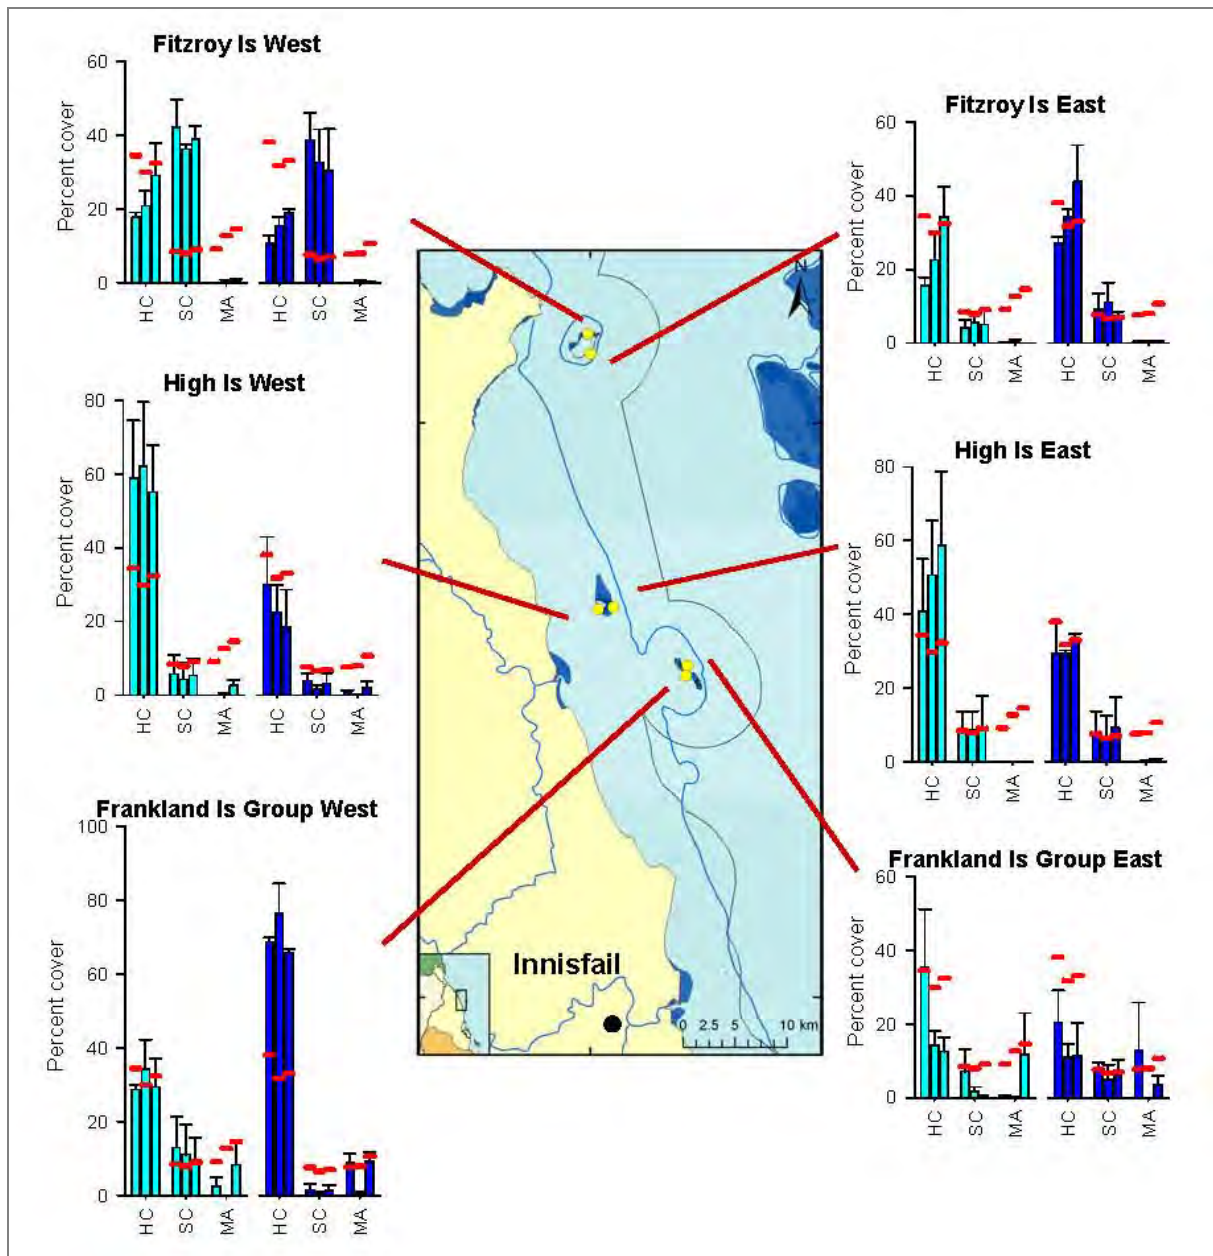 Fitzroy Is West
Percent cover
60
40
20
0
HC
SC
MA
HC
SC
MA
Fitzroy Is East
Percent cover
60
40
20
0
HC
SC
MA
HC
SC
MA
High Is West
Percent cover
80
60
40
20
0
HC
SC
MA
HC
SC
MA
High Is East
Percent cover
80
60
40
20
0
HC
SC
MA
HC
SC
MA
Frankland Is Group West
Percent cover
100
80
60
40
20
0
HC
SC
MA
HC
SC
MA
Frankland Is Group East
Percent cover
60
40
20
0
HC
SC
MA
HC
SC
MA
N
Innisfail
0 2.5 5 10 km